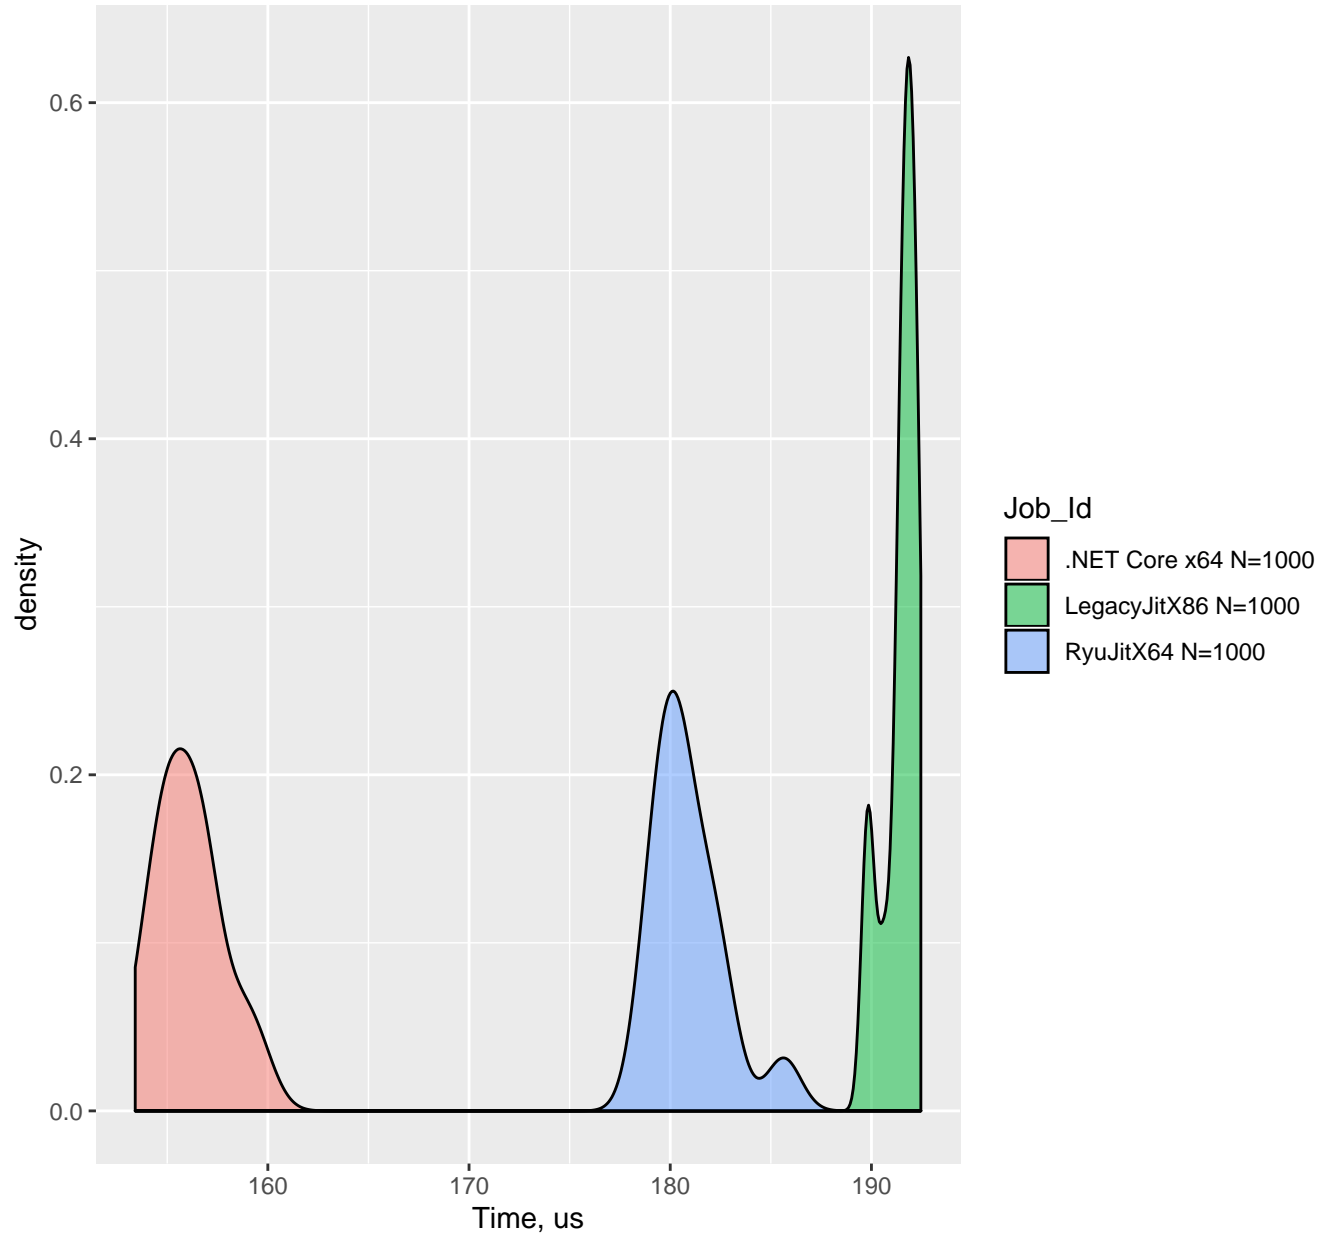 0.6
0.4
0.2
0.0
density
160 170 180 190
Time, us
Job_Id
.NET Core x64 N=1000
LegacyJitX86 N=1000
RyuJitX64 N=1000